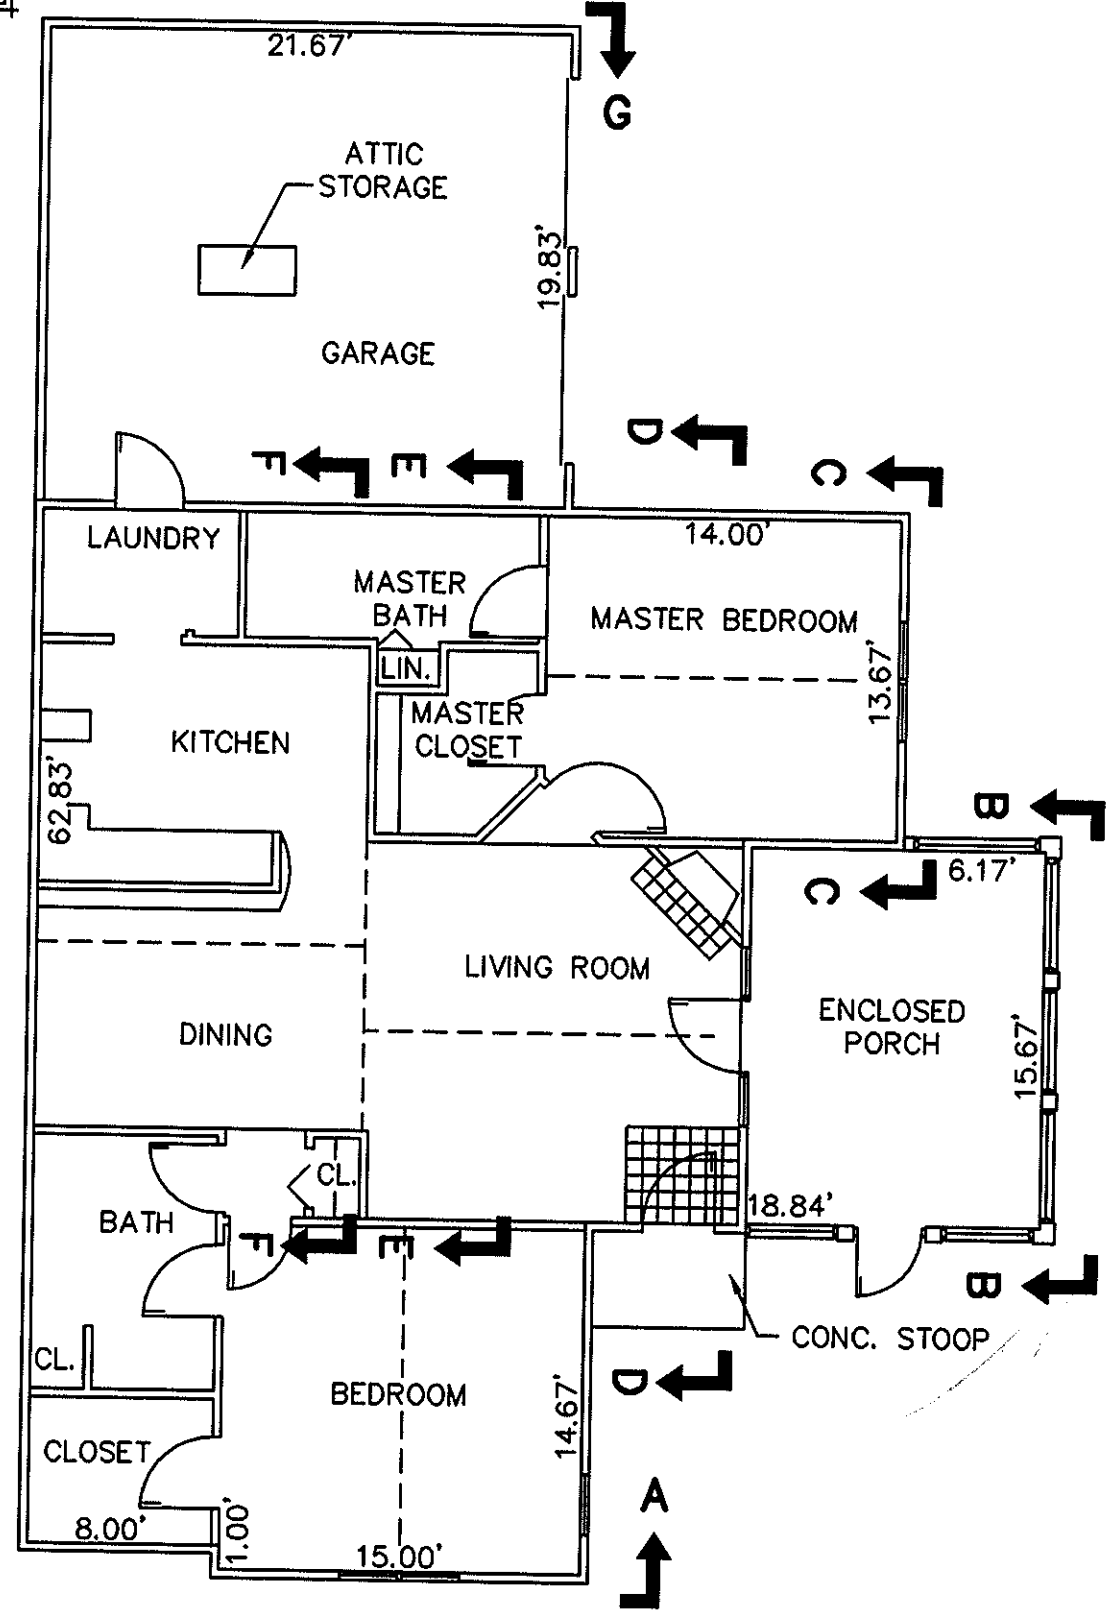 21.67'
G
ATTIC
STORAGE
19.83'
GARAGE
D
C
F
E
LAUNDRY
14.00'
MASTER
BATH
MASTER BEDROOM
LIN.
13.67'
MASTER
CLOSET
KITCHEN
62.83'
B
6.17'
C
LIVING ROOM
ENCLOSED
PORCH
DINING
15.67'
CL.
18.84'
BATH
F
E
B
CONC. STOOP
CL.
D
BEDROOM
14.67'
CLOSET
A
8.00'
1.00'
15.00'